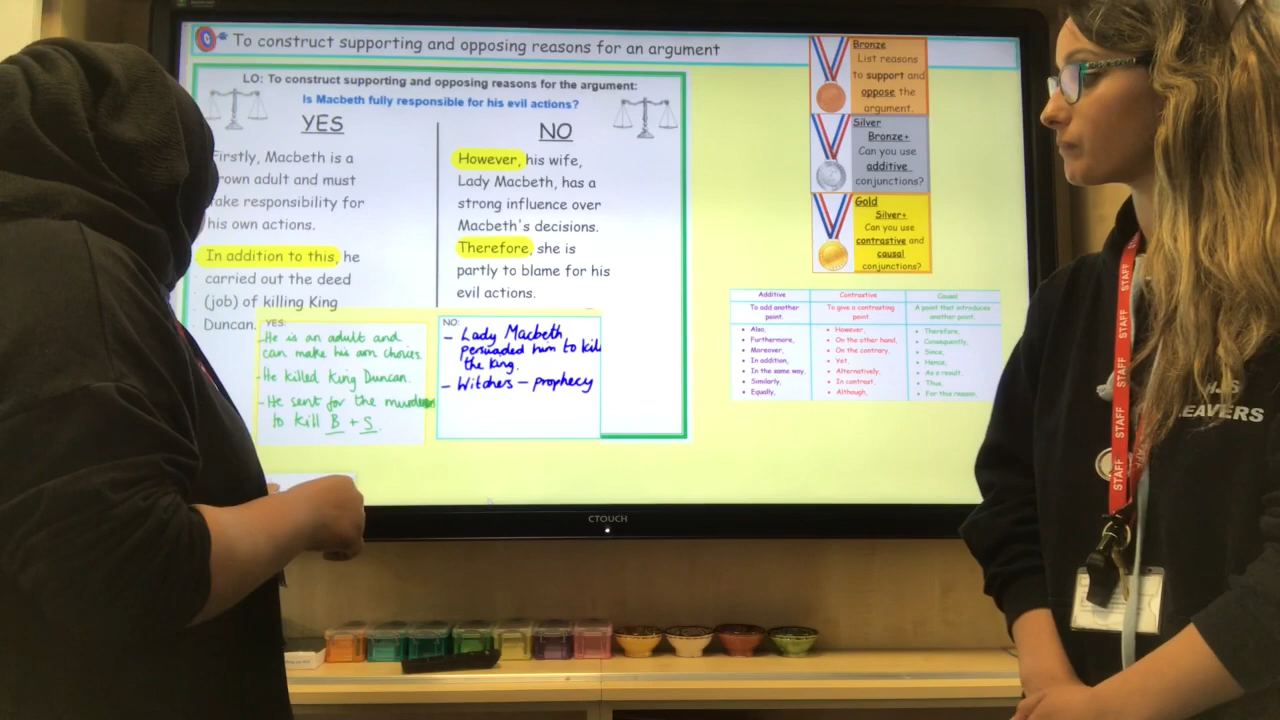 To construct supporting and opposing reasons for an argument
LO: To construct supporting and opposing reasons for the argument:
Is Macbeth fully responsible for his evil actions?
YES
Firstly, Macbeth is a
rown adult and must
take responsibility for
his own actions.
In addition to this, he
carried out the deed
(job) of killing King
Duncan.
NO
However, his wife,
Lady Macbeth, has a
strong influence over
Macbeth's decisions.
Therefore, she is
partly to blame for his
evil actions.
YES:
- He is an adult and
can make his own choices.
- He killed King Duncan.
- He sent for the murderers
to kill B + S.
NO:
- Lady Macbeth
persuaded him to kill
the king.
- Witches - prophecy
Bronze
List reasons
to support and
oppose the
argument.
Silver
Bronze+
Can you use
additive
conjunctions?
Gold
Silver+
Can you use
contrastive and
causal
conjunctions?
Additive
To add another
point.
• Also,
• Furthermore,
• Moreover,
• In addition,
• In the same way,
• Similarly,
• Equally,
Contrastive
To give a contrasting
point.
• However,
• On the other hand,
• On the contrary,
• Yet,
• Alternatively,
• In contrast,
• Although,
Causal
A point that introduces
another point.
• Therefore,
• Consequently,
• Since,
• Hence,
• As a result,
• Thus,
• For this reason,
CTOUCH
STAFF
STAFF
STAFF
STAFF
EAVERS